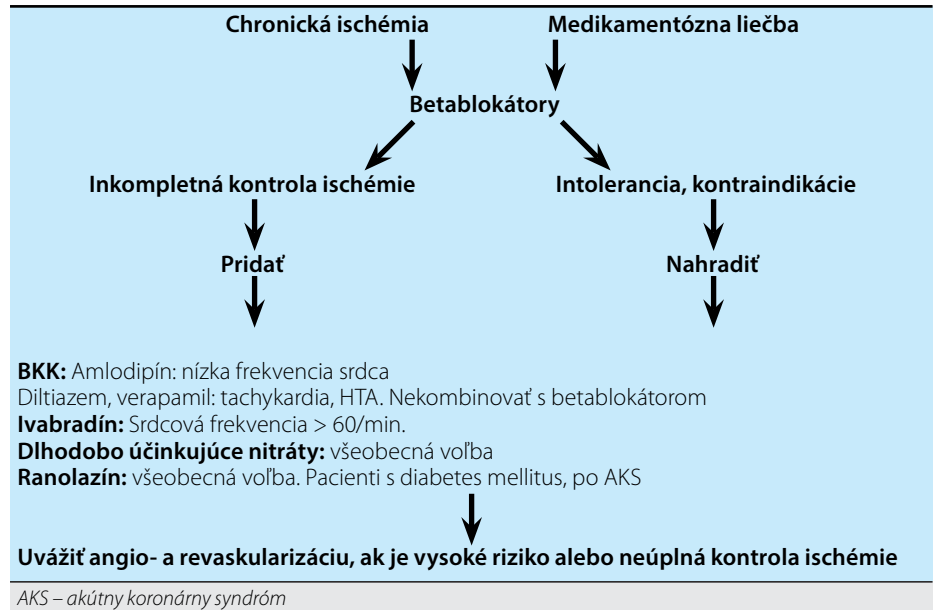 Chronická ischémia
Medikamentózna liečba
Betablokátory
Inkompletná kontrola ischémie
Intolerancia, kontraindikácie
Pridať
Nahradiť
BKK: Amlodipín: nízka frekvencia srdca
Diltiazem, verapamil: tachykardia, HTA. Nekombinovať s betablokátorom
Ivabradín: Srdcová frekvencia > 60/min.
Dlhodobo účinkujúce nitráty: všeobecná voľba
Ranolazín: všeobecná voľba. Pacienti s diabetes mellitus, po AKS
Uvážiť angio- a revaskularizáciu, ak je vysoké riziko alebo neúplná kontrola ischémie
AKS – akútny koronárny syndróm